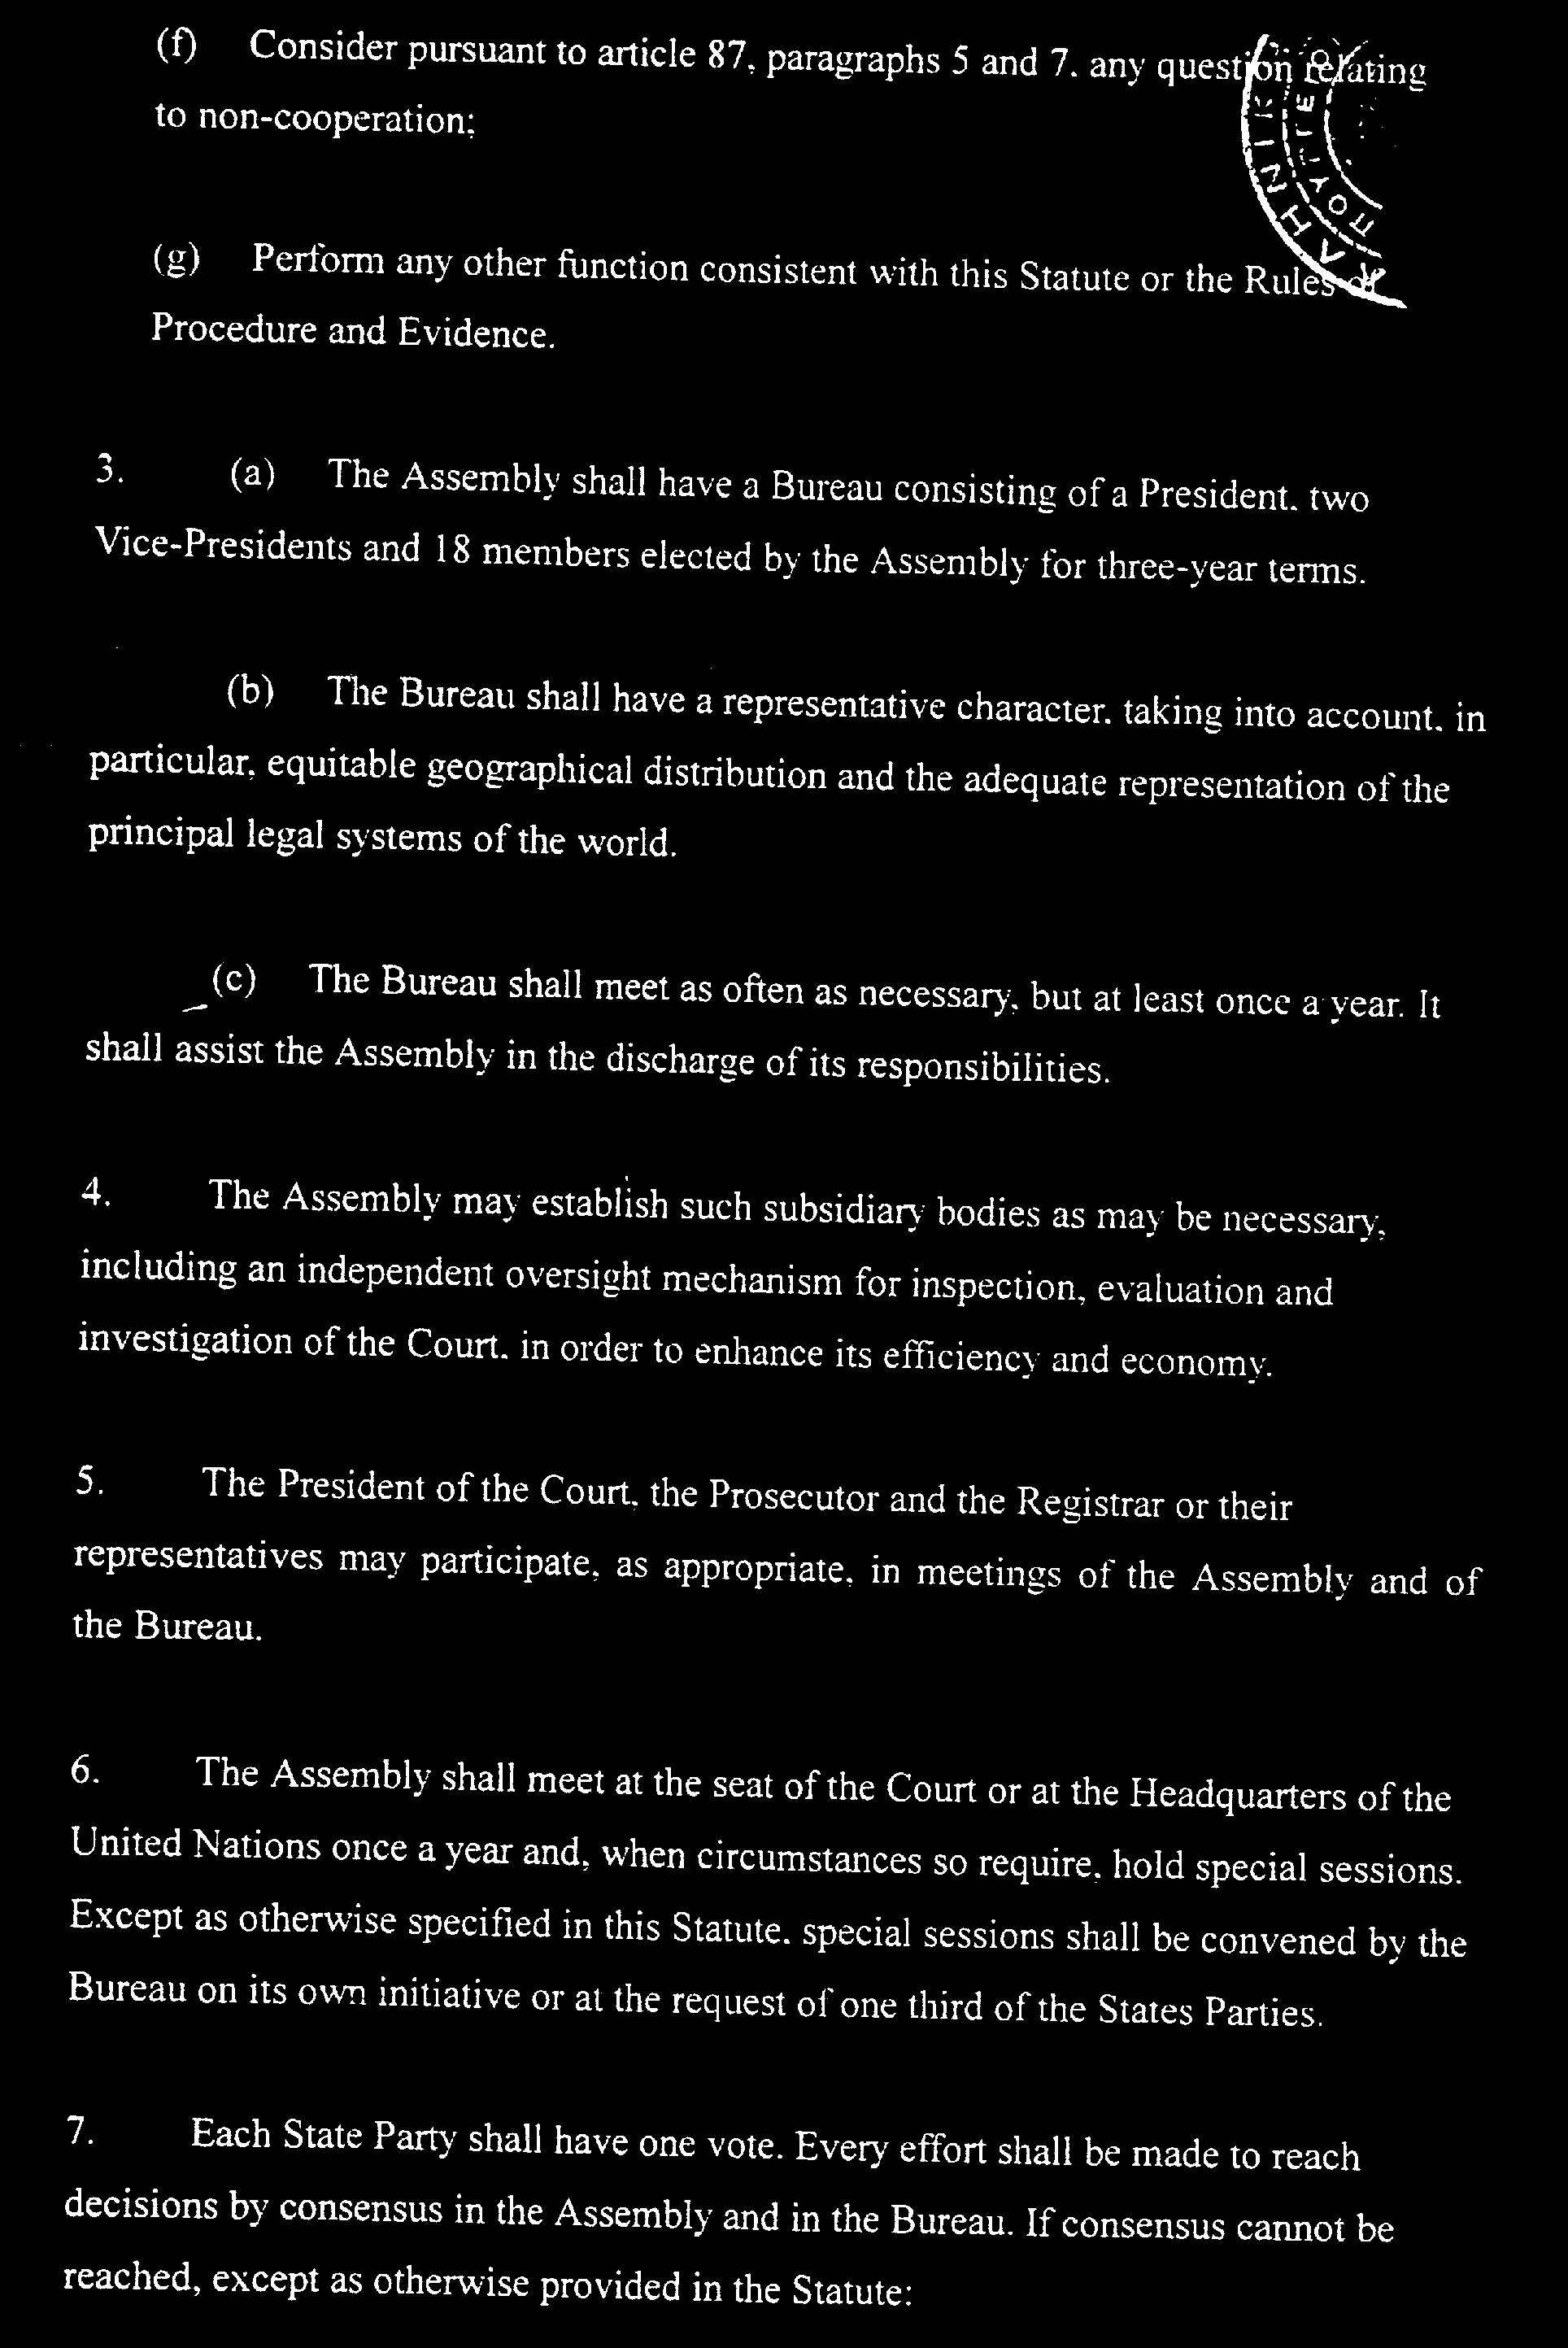 (f) Consider pursuant to article 87, paragraphs 5 and 7, any question relating
to non-cooperation;
(g) Perform any other function consistent with this Statute or the Rules of
Procedure and Evidence.
3. (a) The Assembly shall have a Bureau consisting of a President, two
Vice-Presidents and 18 members elected by the Assembly for three-year terms.
(b) The Bureau shall have a representative character, taking into account, in
particular, equitable geographical distribution and the adequate representation of the
principal legal systems of the world.
(c) The Bureau shall meet as often as necessary, but at least once a year. It
shall assist the Assembly in the discharge of its responsibilities.
4. The Assembly may establish such subsidiary bodies as may be necessary,
including an independent oversight mechanism for inspection, evaluation and
investigation of the Court, in order to enhance its efficiency and economy.
5. The President of the Court, the Prosecutor and the Registrar or their
representatives may participate, as appropriate, in meetings of the Assembly and of
the Bureau.
6. The Assembly shall meet at the seat of the Court or at the Headquarters of the
United Nations once a year and, when circumstances so require, hold special sessions.
Except as otherwise specified in this Statute, special sessions shall be convened by the
Bureau on its own initiative or at the request of one third of the States Parties.
7. Each State Party shall have one vote. Every effort shall be made to reach
decisions by consensus in the Assembly and in the Bureau. If consensus cannot be
reached, except as otherwise provided in the Statute: